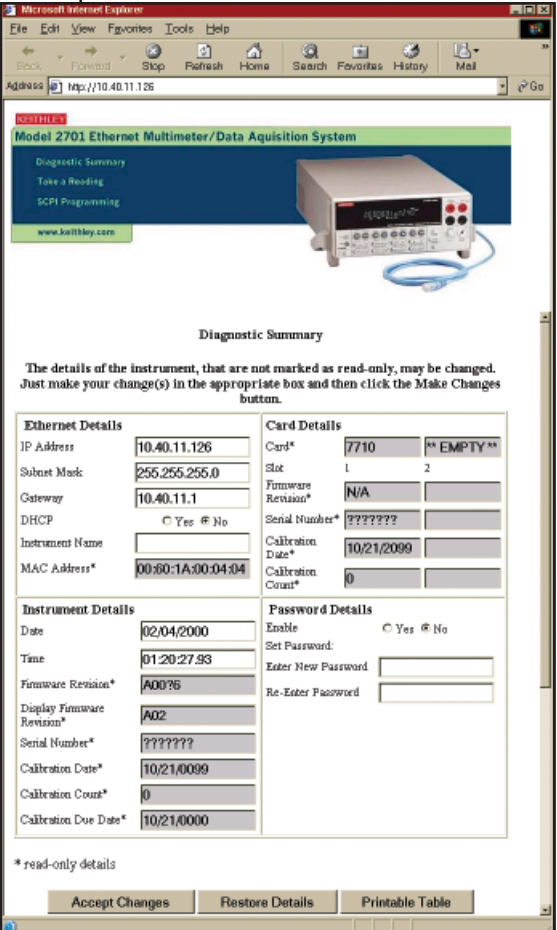 Microsoft Internet Explorer
File Edit View Favorites Tools Help
Back Forward Stop Refresh Home Search Favorites History Mail
Address http://10.40.11.126 Go
KEITHLEY
Model 2701 Ethernet Multimeter/Data Aquisition System
Diagnostic Summary
Take a Reading
SCPI Programming
www.keithley.com
Diagnostic Summary
The details of the instrument, that are not marked as read-only, may be changed.
Just make your change(s) in the appropriate box and then click the Make Changes
button.
Ethernet Details
IP Address 10.40.11.126
Subnet Mask 255.255.255.0
Gateway 10.40.11.1
DHCP Yes No
Instrument Name
MAC Address* 00:60:1A:00:04:04
Card Details
Card* 7710 ** EMPTY **
Slot 1 2
Firmware
Revision* N/A
Serial Number* ???????
Calibration
Date* 10/21/2099
Calibration
Count* 0
Instrument Details
Date 02/04/2000
Time 01:20:27.93
Firmware Revision* A00?6
Display Firmware
Revision* A02
Serial Number* ???????
Calibration Date* 10/21/0099
Calibration Count* 0
Calibration Due Date* 10/21/0000
Password Details
Enable Yes No
Set Password:
Enter New Password
Re-Enter Password
* read-only details
Accept Changes Restore Details Printable Table